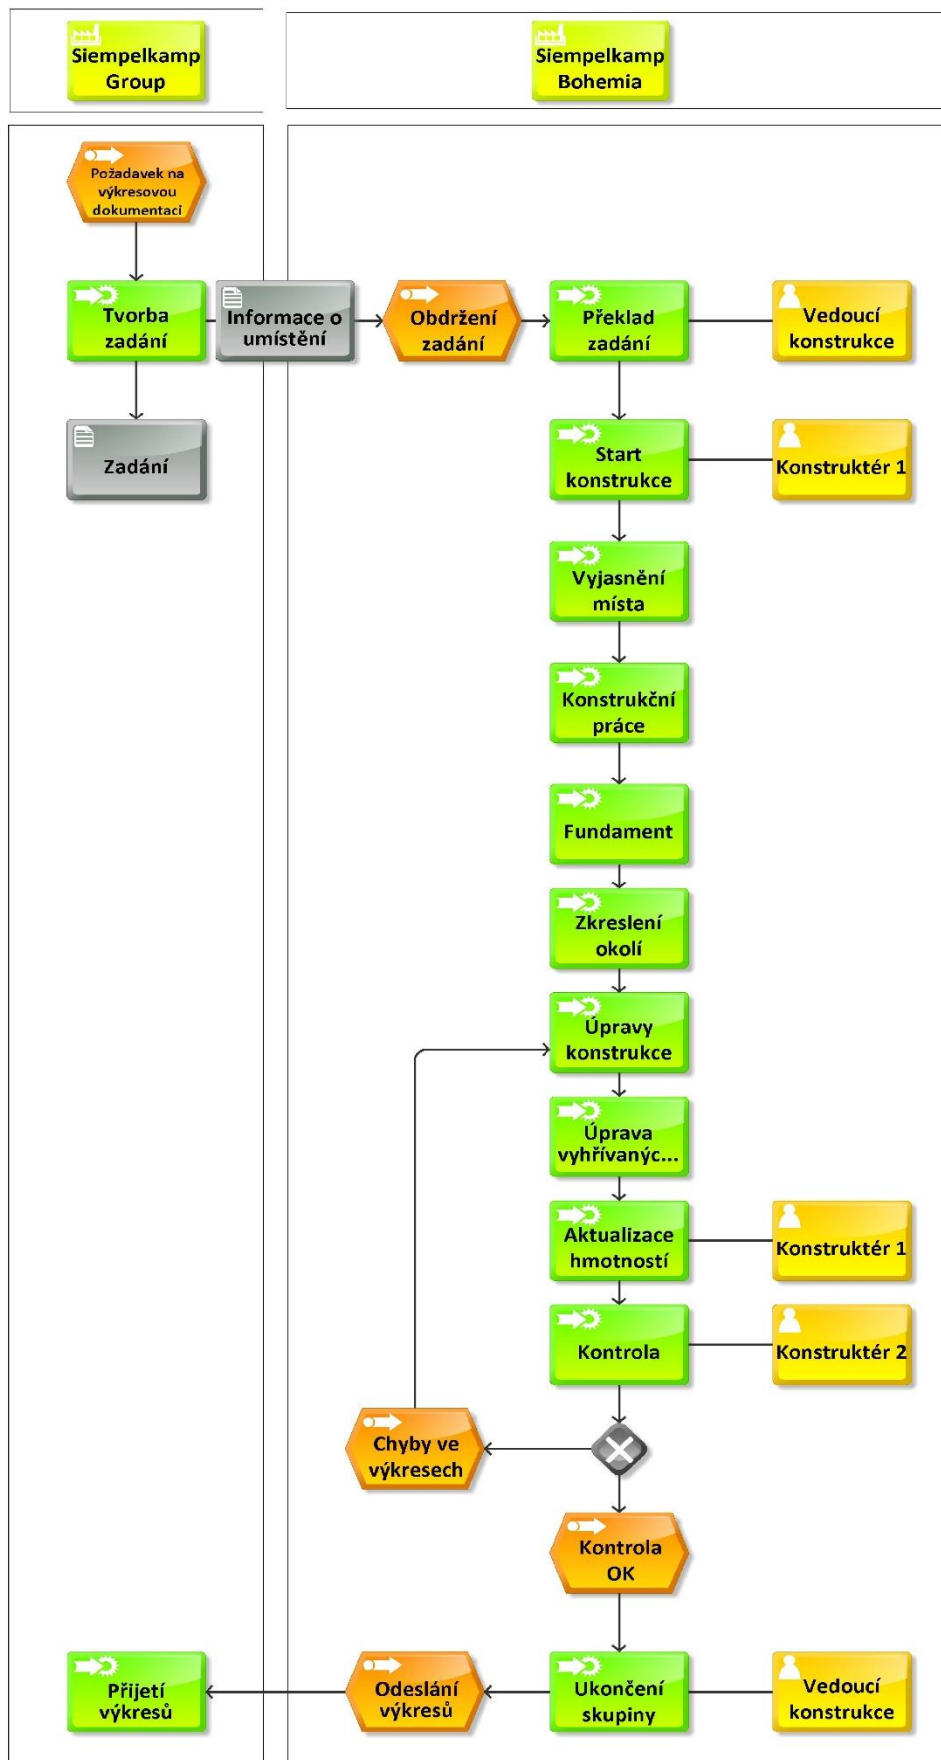 Siempelkamp
Group
Siempelkamp
Bohemia
Požadavek na
výkresovou
dokumentaci
Tvorba
zadání
Informace o
umístění
Obdržení
zadání
Překlad
zadání
Vedoucí
konstrukce
Zadání
Start
konstrukce
Konstruktér 1
Vyjasnění
místa
Konstrukční
práce
Fundament
Zkreslení
okolí
Úpravy
konstrukce
Úprava
vyhřívanýc...
Aktualizace
hmotností
Konstruktér 1
Kontrola
Konstruktér 2
Chyby ve
výkresech
Kontrola
OK
Přijetí
výkresů
Odeslání
výkresů
Ukončení
skupiny
Vedoucí
konstrukce